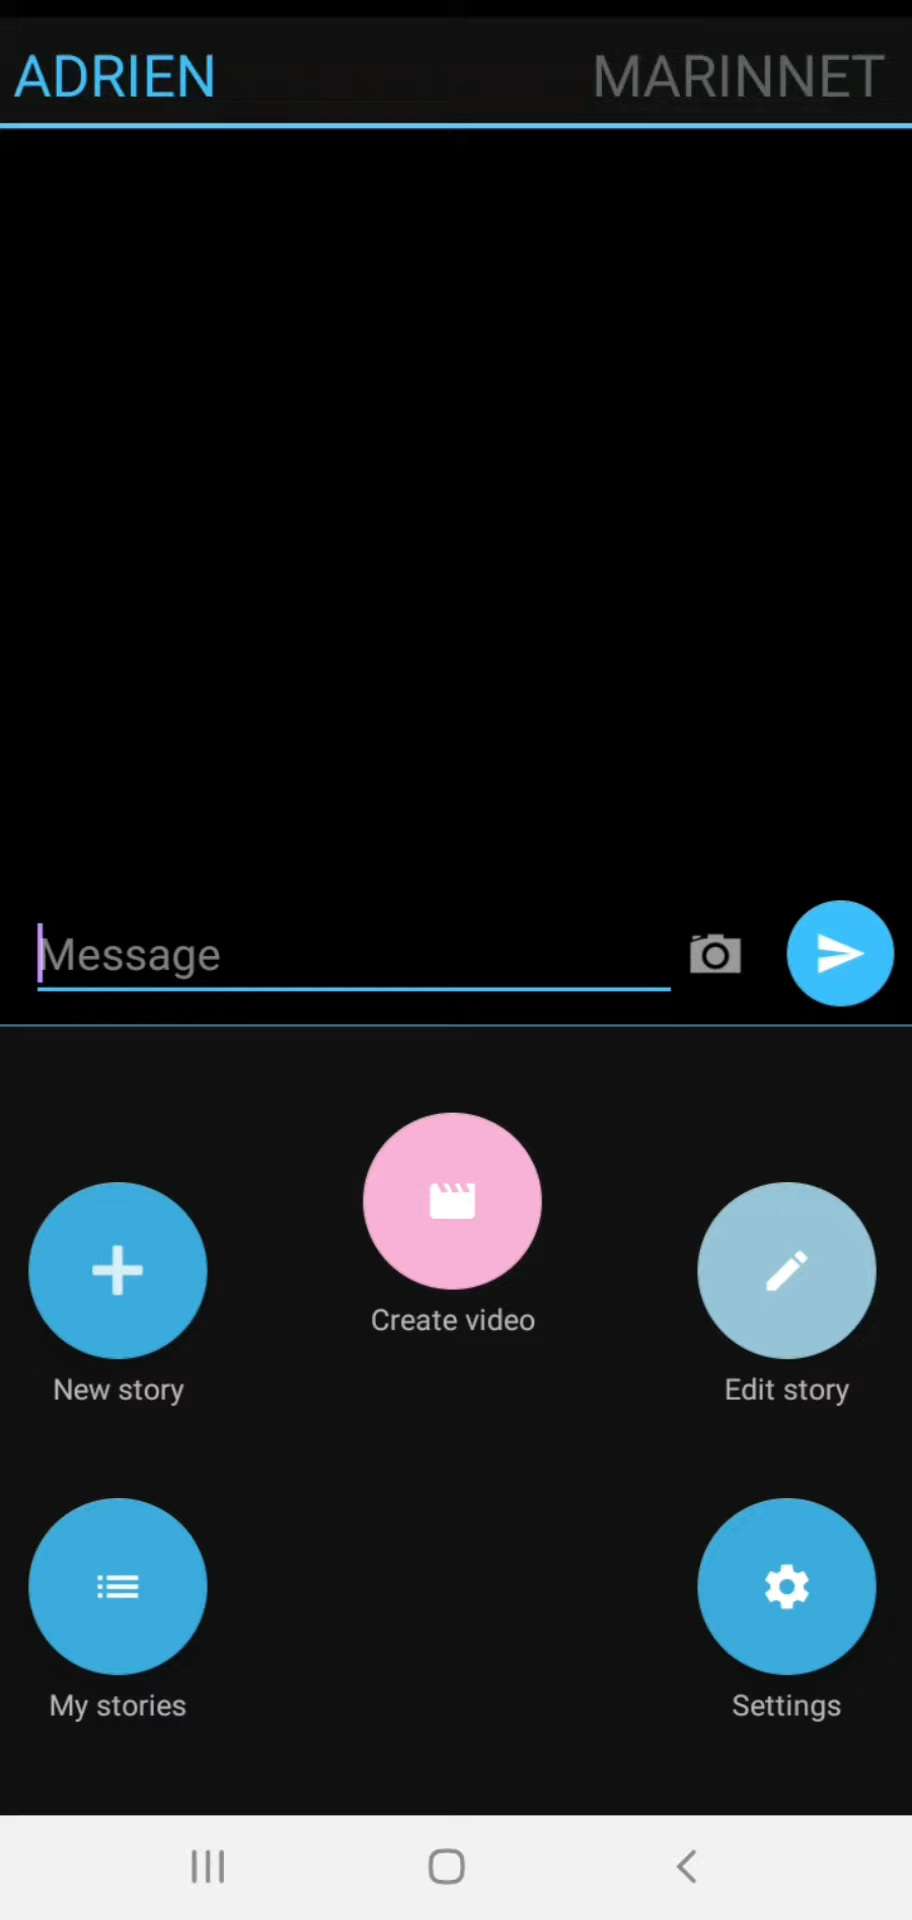 ADRIEN MARINNET
Message
Create video
New story Edit story
My stories Settings